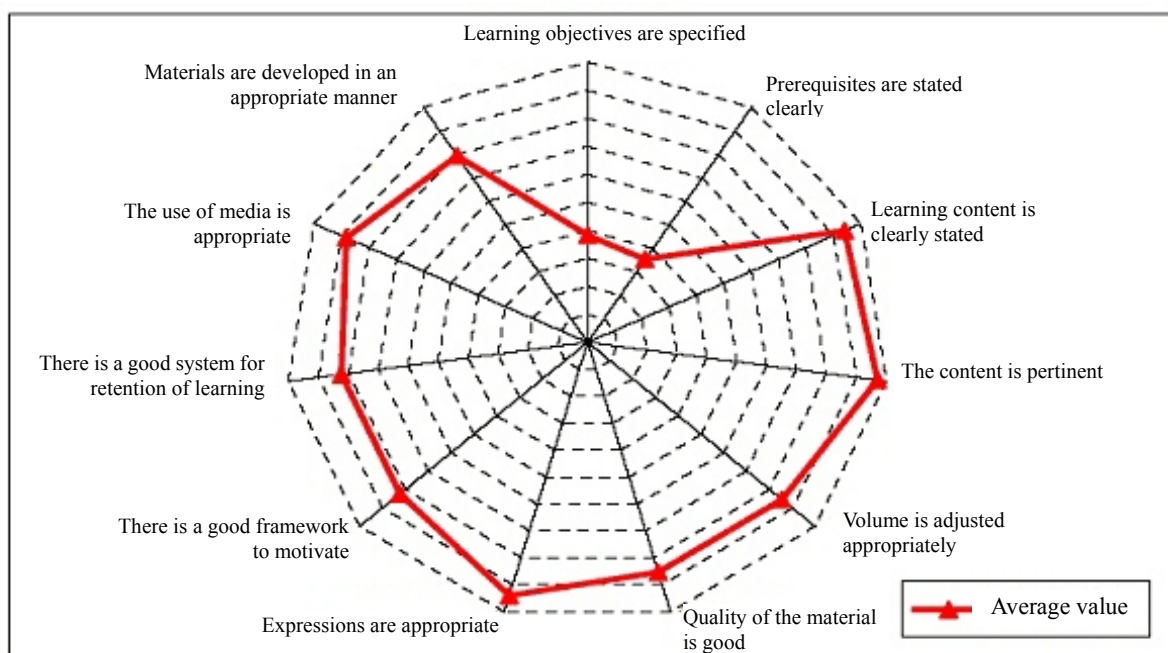 Learning objectives are specified
Prerequisites are stated
clearly
Learning content is
clearly stated
The content is pertinent
Volume is adjusted
appropriately
Quality of the material
is good
Expressions are appropriate
There is a good framework
to motivate
There is a good system for
retention of learning
The use of media is
appropriate
Materials are developed in an
appropriate manner
Average value